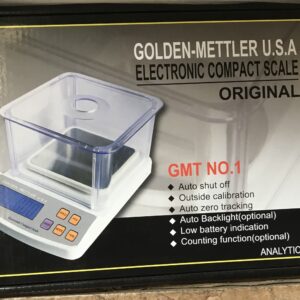 GOLDEN-METTLER U.S.A
ELECTRONIC COMPACT SCALE
ORIGINAL
GMT NO.1
Auto shut off
Outside calibration
Auto zero tracking
Auto Backlight(optional)
Low battery indication
Counting function(optional)
ANALYTIC